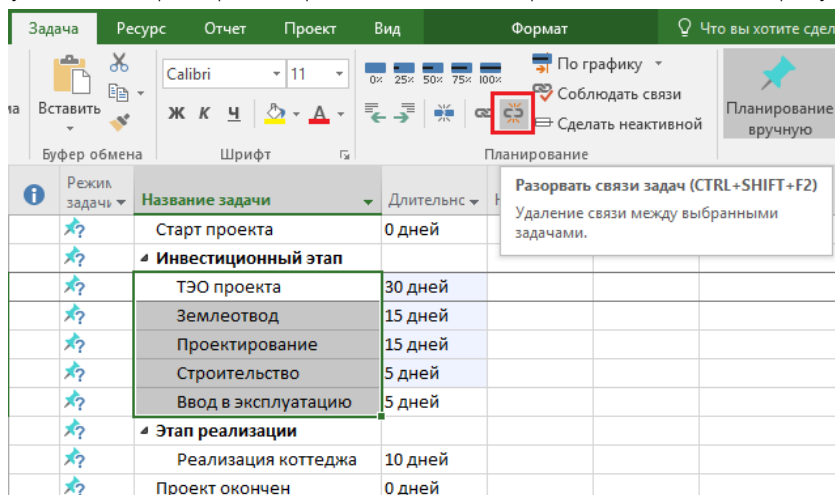 Задача Ресурс Отчет Проект Вид Формат Что вы хотите сдел
Calibri 11 0% 25% 50% 75% 100% По графику
Соблюдать связи
Вставить Ж К Ч А Сделать неактивной Планирование
вручную
Буфер обмена Шрифт Планирование
Режим
задачи Название задачи Длительнс
Разорвать связи задач (CTRL+SHIFT+F2)
Удаление связи между выбранными
задачами.
Старт проекта 0 дней
Инвестиционный этап
ТЭО проекта 30 дней
Землеотвод 15 дней
Проектирование 15 дней
Строительство 5 дней
Ввод в эксплуатацию 5 дней
Этап реализации
Реализация коттеджа 10 дней
Проект окончен 0 дней